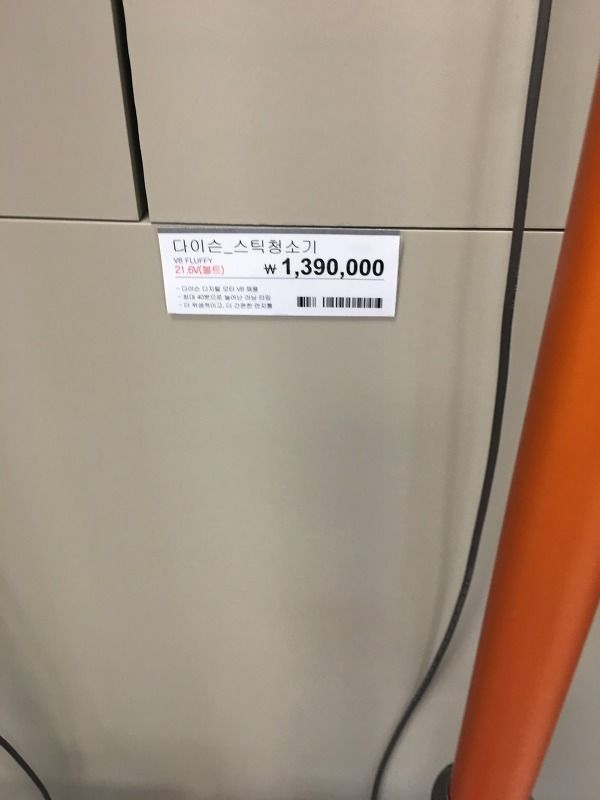 다이슨_스틱청소기
V8 FLUFFY
21.6V(볼트)
₩ 1,390,000
- 다이슨 디지털 모터 V8 채용
- 최대 40분으로 늘어난 러닝 타임
- 더 위생적이고, 더 간편한 먼지통